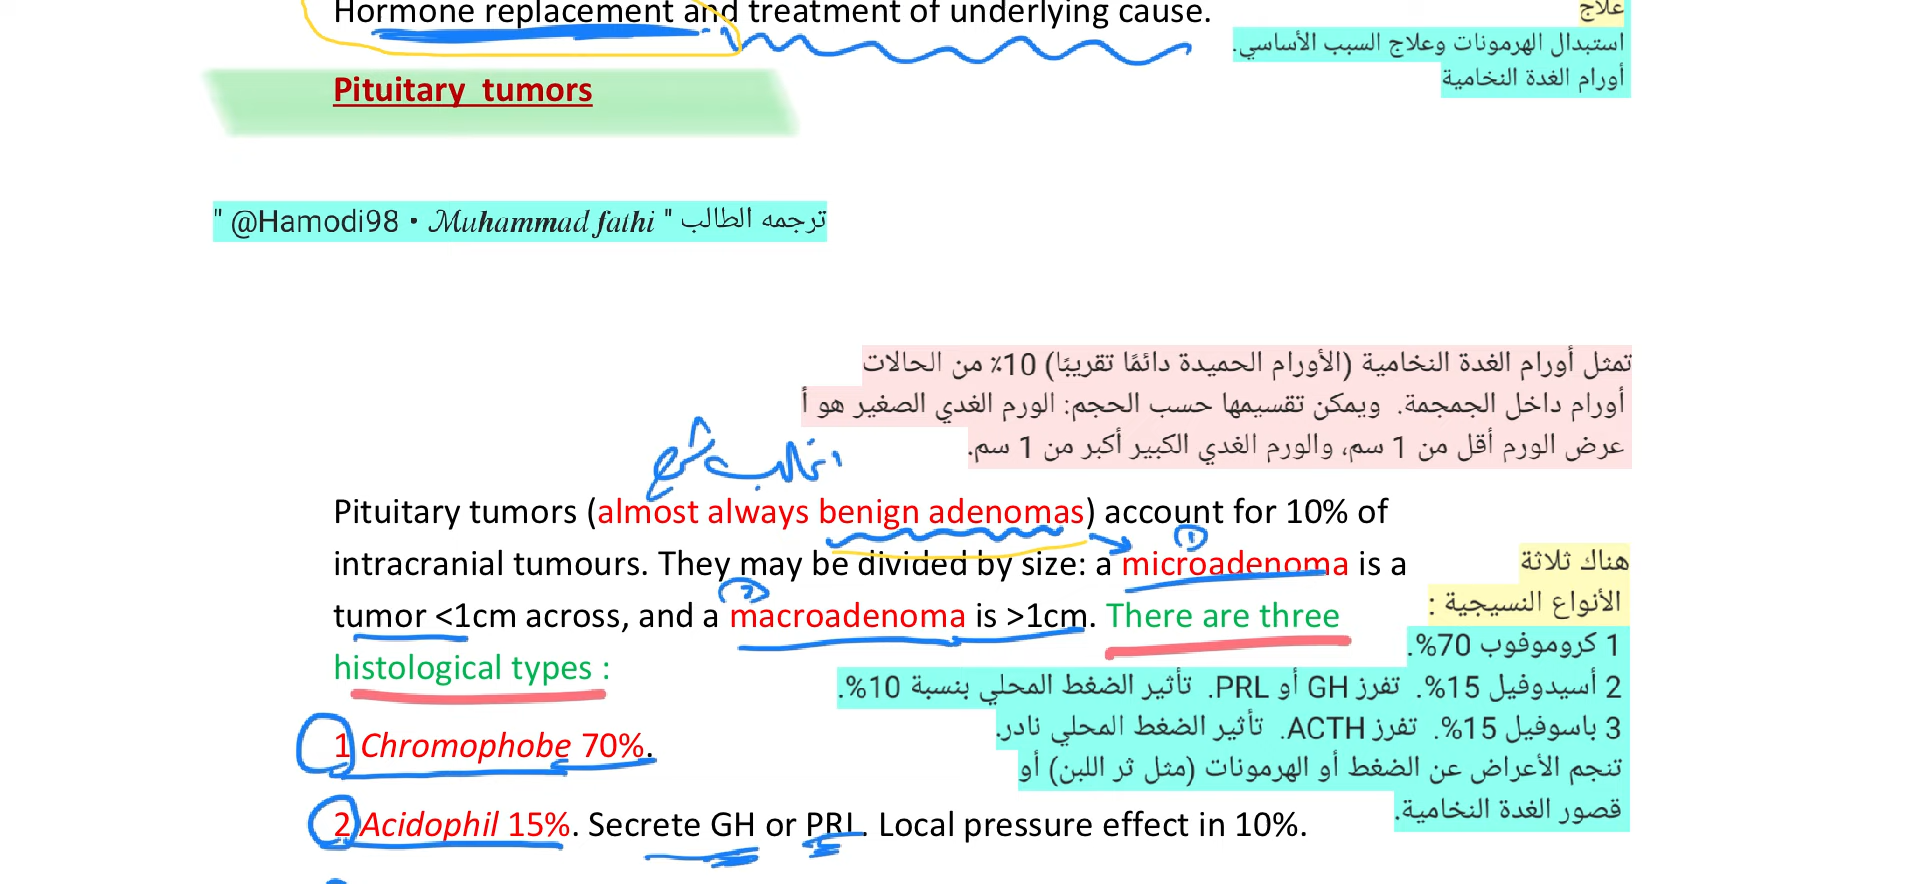 Hormone replacement and treatment of underlying cause.
علاج
استبدال الهرمونات وعلاج السبب الأساسي.
أورام الغدة النخامية
Pituitary tumors
" @Hamodi98 • Muhammad fathi " ترجمه الطالب
تمثل أورام الغدة النخامية (الأورام الحميدة دائمًا تقريبًا) 10٪ من الحالات
أورام داخل الجمجمة. ويمكن تقسيمها حسب الحجم: الورم الغدي الصغير هو أ
عرض الورم أقل من 1 سم، والورم الغدي الكبير أكبر من 1 سم.
Pituitary tumors (almost always benign adenomas) account for 10% of
intracranial tumours. They may be divided by size: a microadenoma is a
tumor <1cm across, and a macroadenoma is >1cm. There are three
histological types :
1 Chromophobe 70%.
2 Acidophil 15%. Secrete GH or PRL. Local pressure effect in 10%.
هناك ثلاثة
الأنواع النسيجية :
1 كروموفوب 70%.
2 أسيدوفيل 15%. تفرز GH أو PRL. تأثير الضغط المحلي بنسبة 10%.
3 باسوفيل 15%. تفرز ACTH. تأثير الضغط المحلي نادر.
تنجم الأعراض عن الضغط أو الهرمونات (مثل ثر اللبن) أو
قصور الغدة النخامية.